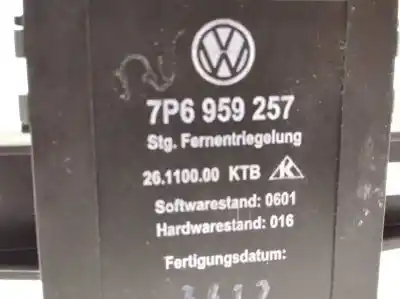 7P6 959 257
Stg. Fernentriegelung
26.1100.00 KTB
Softwarestand: 0601
Hardwarestand: 016
Fertigungsdatum: